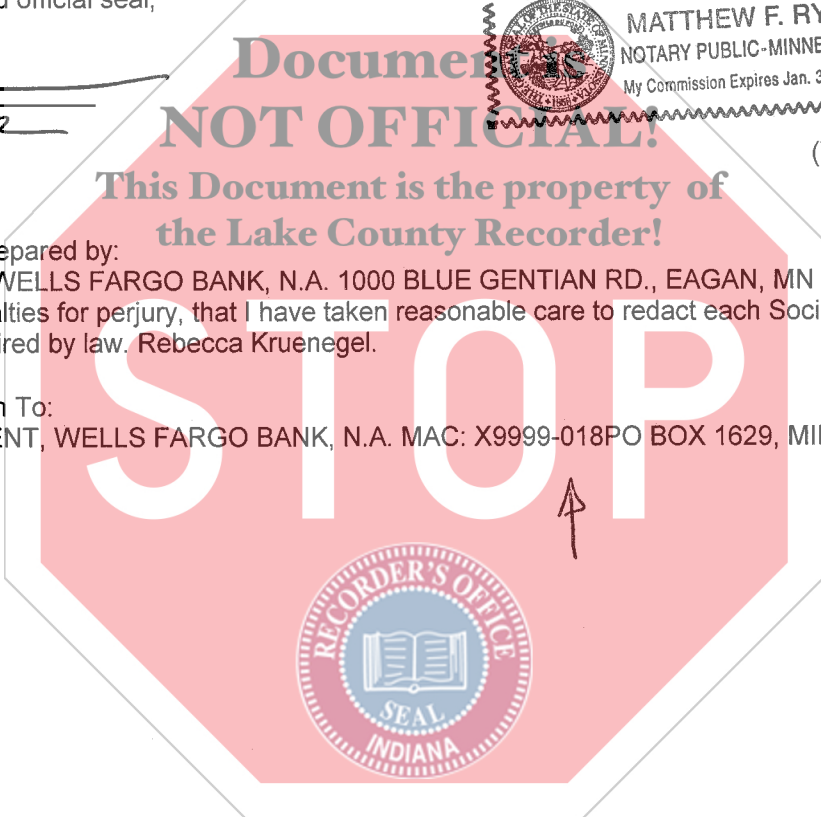 d official seal,
MATTHEW F. RY
NOTARY PUBLIC-MINNE
My Commission Expires Jan. 3
Document is
NOT OFFICIAL!
This Document is the property of
the Lake County Recorder!
(
epared by:
WELLS FARGO BANK, N.A. 1000 BLUE GENTIAN RD., EAGAN, MN
lties for perjury, that I have taken reasonable care to redact each Soci
ired by law. Rebecca Kruenegel.
n To:
ENT, WELLS FARGO BANK, N.A. MAC: X9999-018PO BOX 1629, MI
STOP
RECORDER'S OFFICE
SEAL
INDIANA